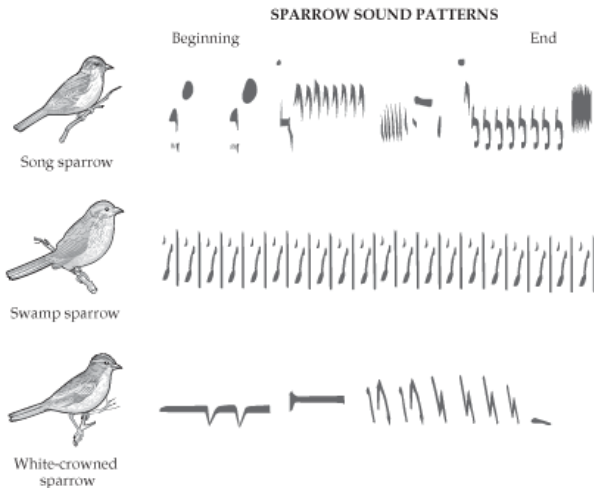 SPARROW SOUND PATTERNS
Beginning
End
Song sparrow
Swamp sparrow
White-crowned
sparrow